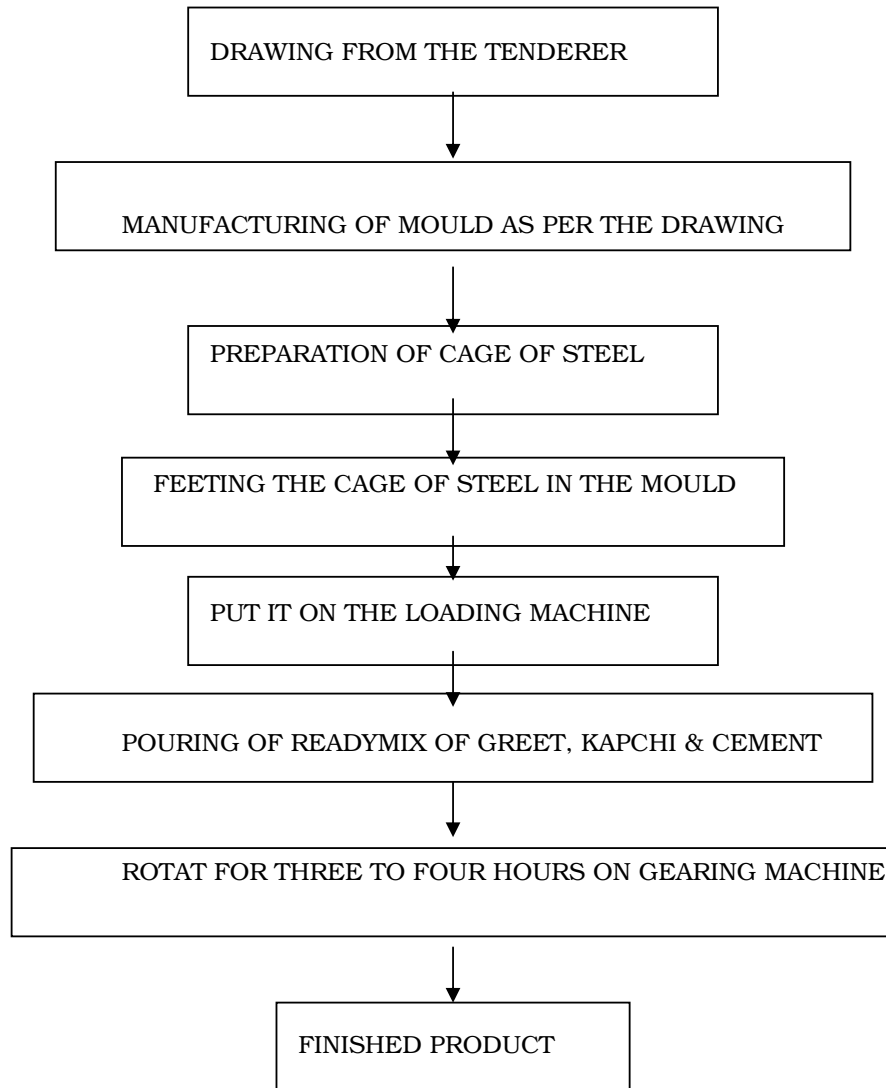 DRAWING FROM THE TENDERER
MANUFACTURING OF MOULD AS PER THE DRAWING
PREPARATION OF CAGE OF STEEL
FEETING THE CAGE OF STEEL IN THE MOULD
PUT IT ON THE LOADING MACHINE
POURING OF READYMIX OF GREET, KAPCHI & CEMENT
ROTAT FOR THREE TO FOUR HOURS ON GEARING MACHINE
FINISHED PRODUCT